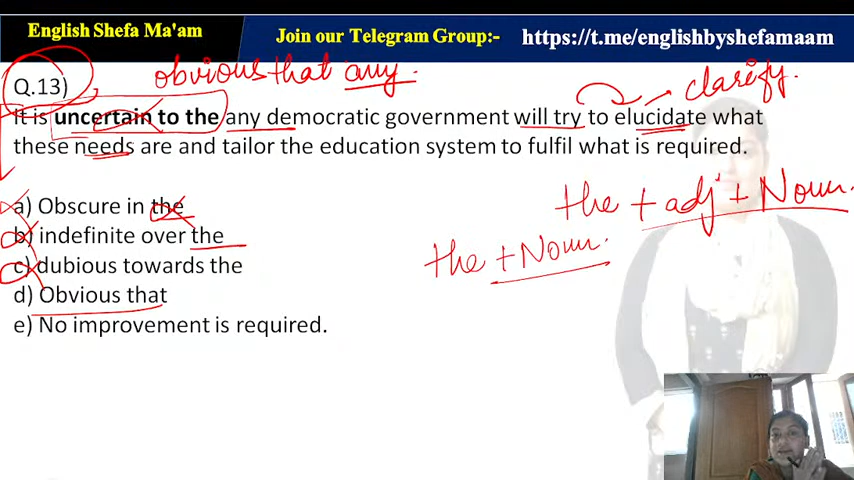 English Shefa Ma'am
Join our Telegram Group:- https://t.me/englishbyshefamaam
obvious that any.
clarify.
Q.13)
It is uncertain to the any democratic government will try to elucidate what
these needs are and tailor the education system to fulfil what is required.
a) Obscure in the
the + adj + Noun.
b) indefinite over the
the + Noun.
c) dubious towards the
d) Obvious that
e) No improvement is required.